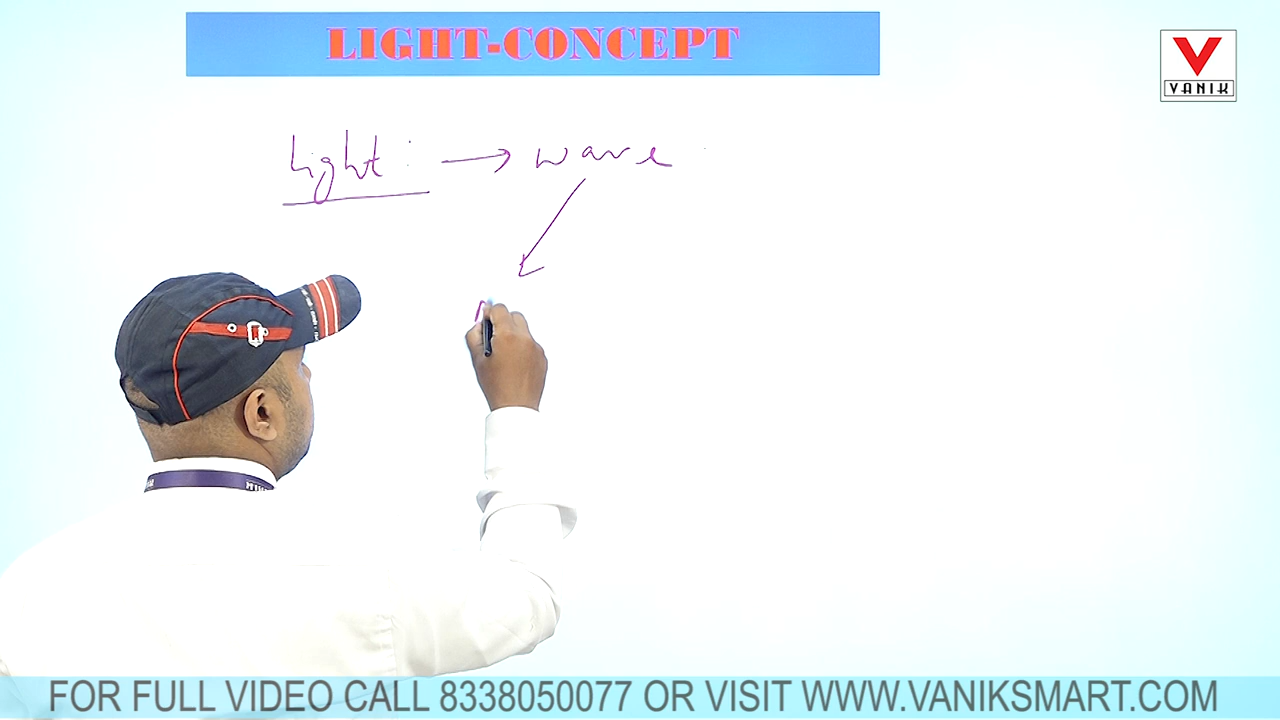 LIGHT-CONCEPT
VANIK
Light : → wave
FOR FULL VIDEO CALL 8338050077 OR VISIT WWW.VANIKSMART.COM